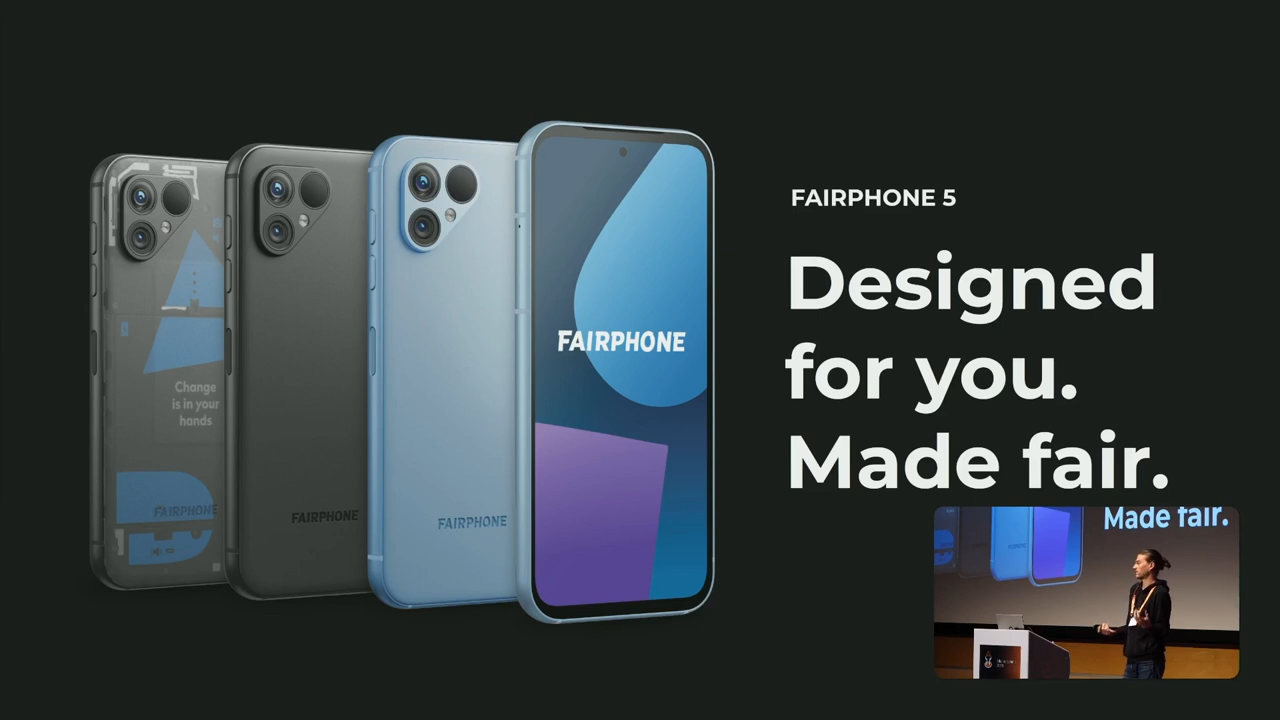 FAIRPHONE 5
Designed
for you.
Made fair.
FAIRPHONE
Change
is in your
hands
FAIRPHONE
FAIRPHONE
FAIRPHONE
Made fair.